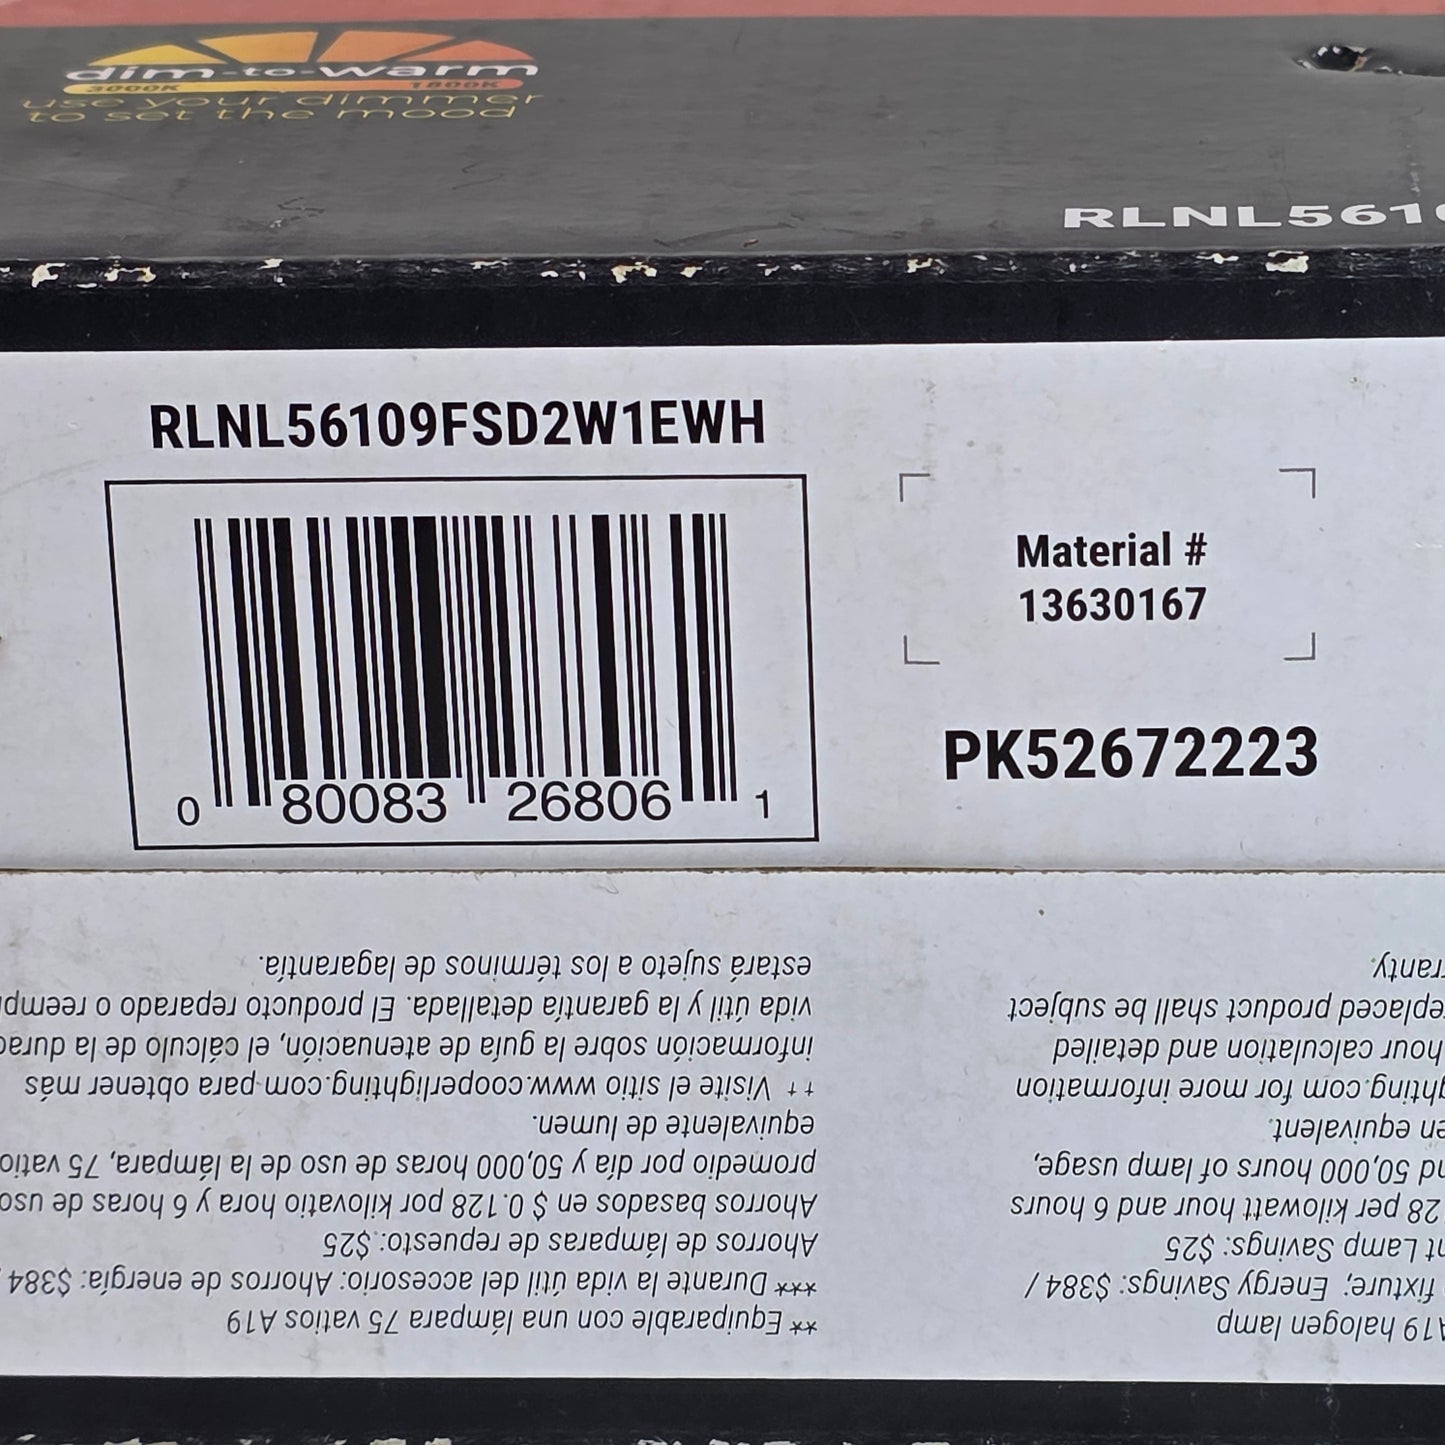 dim-to-warm
3000K 1800K
use your dimmer
to set the mood
RLNL561
RLNL56109FSD2W1EWH
0 80083 26806 1
Material #
13630167
PK52672223
** Equiparable con una lámpara 75 vatios A19
*** Durante la vida útil del accesorio: Ahorros de energía: $384 /
Ahorros de lámparas de repuesto: $25
Ahorros basados en $ 0.128 por kilovatio hora y 6 horas de uso
promedio por día y 50,000 horas de uso de la lámpara, 75 vatio
equivalente de lumen.
†† Visite el sitio www.cooperlighting.com para obtener más
información sobre la guía de atenuación, el cálculo de la dura
vida útil y la garantía detallada. El producto reparado o reemp
estará sujeto a los términos de lagarantía.
A19 halogen lamp
fixture; Energy Savings: $384 /
nt Lamp Savings: $25
28 per kilowatt hour and 6 hours
nd 50,000 hours of lamp usage,
en equivalent.
ghting.com for more information
hour calculation and detailed
eplaced product shall be subject
rranty.